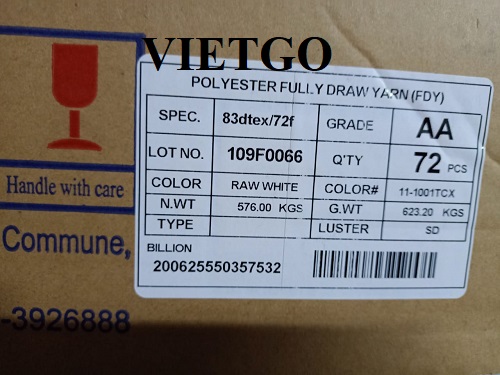 VIETGO
POLYESTER FULLY DRAW YARN (FDY)
SPEC. 83dtex/72f GRADE AA
LOT NO. 109F0066 Q'TY 72 PCS
COLOR RAW WHITE COLOR# 11-1001TCX
N.WT 576.00 KGS G.WT 623.20 KGS
TYPE LUSTER SD
BILLION
200625550357532
Handle with care
Commune,
-3926888